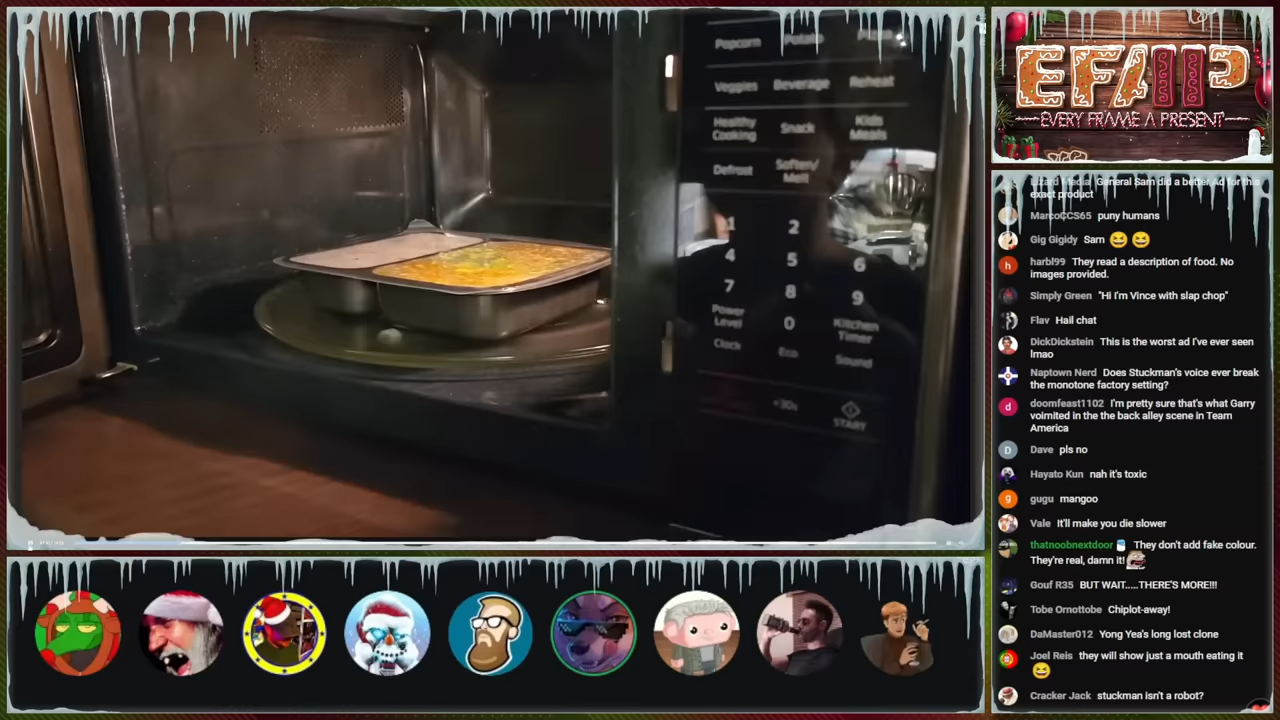 Popcorn
Potato
Veggies Beverage Reheat
Healthy Cooking Snack Kids Meals
Defrost Soften/ Melt
1 2
4 5 6
7 8 9
Power Level 0 Kitchen Timer
Clock Eco Sound
+30s START
EFAP
EVERY FRAME A PRESENT
Lizard Media General Sam did a better Ad for this
exact product
MarcoCCS65 puny humans
Gig Gigidy Sam 😆 😆
harbl99 They read a description of food. No
images provided.
Simply Green "Hi I'm Vince with slap chop"
Flav Hail chat
DickDickstein This is the worst ad I've ever seen
lmao
Naptown Nerd Does Stuckman's voice ever break
the monotone factory setting?
doomfeast1102 I'm pretty sure that's what Garry
voimited in the the back alley scene in Team
America
Dave pls no
Hayato Kun nah it's toxic
gugu mangoo
Vale It'll make you die slower
thatnoobnextdoor They don't add fake colour.
They're real, damn it!
Gouf R35 BUT WAIT.....THERE'S MORE!!!
Tobe Ornottobe Chiplot-away!
DaMaster012 Yong Yea's long lost clone
Joel Reis they will show just a mouth eating it
😆
Cracker Jack stuckman isn't a robot?